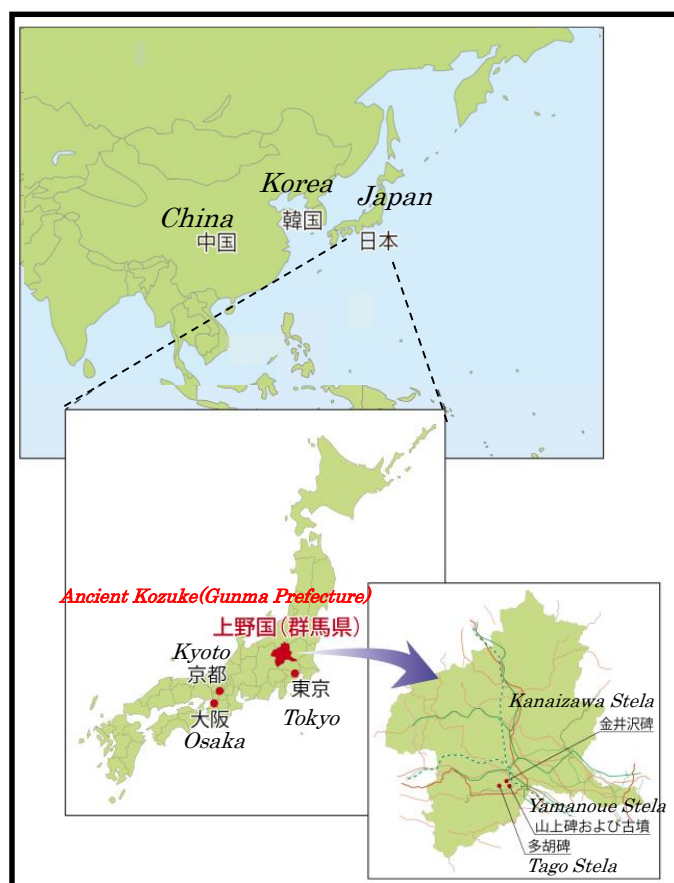 Korea
韓国
Japan
日本
China
中国
Ancient Kozuke(Gunma Prefecture)
上野国（群馬県）
Kyoto
京都
大阪
Osaka
東京
Tokyo
Kanaizawa Stela
金井沢碑
Yamanoue Stela
山上碑および古墳
多胡碑
Tago Stela